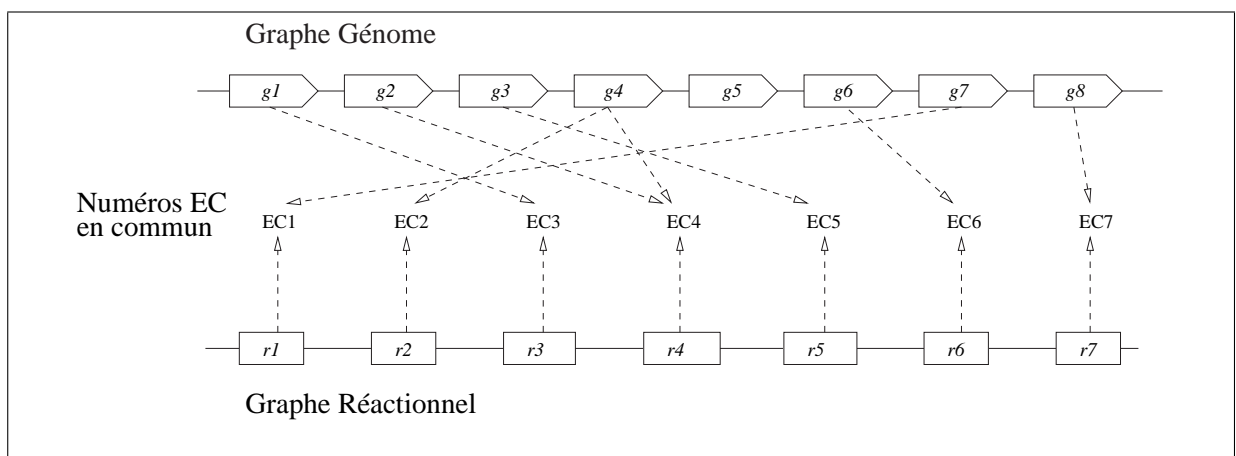 Graphe Génome
g1 g2 g3 g4 g5 g6 g7 g8
Numéros EC
en commun
EC1 EC2 EC3 EC4 EC5 EC6 EC7
r1 r2 r3 r4 r5 r6 r7
Graphe Réactionnel